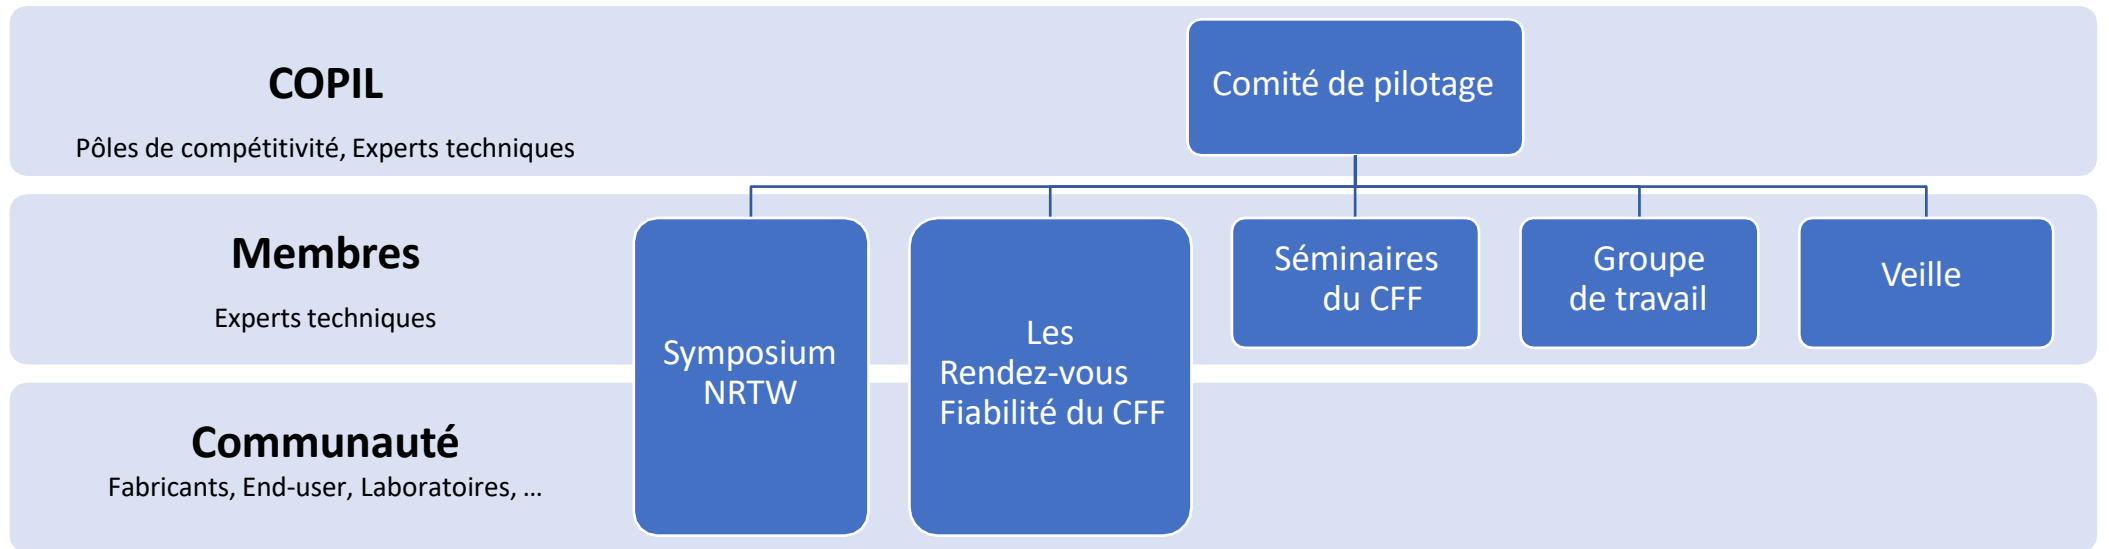 COPIL
Pôles de compétitivité, Experts techniques
Comité de pilotage
Membres
Experts techniques
Communauté
Fabricants, End-user, Laboratoires, ...
Symposium
NRTW
Les
Rendez-vous
Fiabilité du CFF
Séminaires
du CFF
Groupe
de travail
Veille